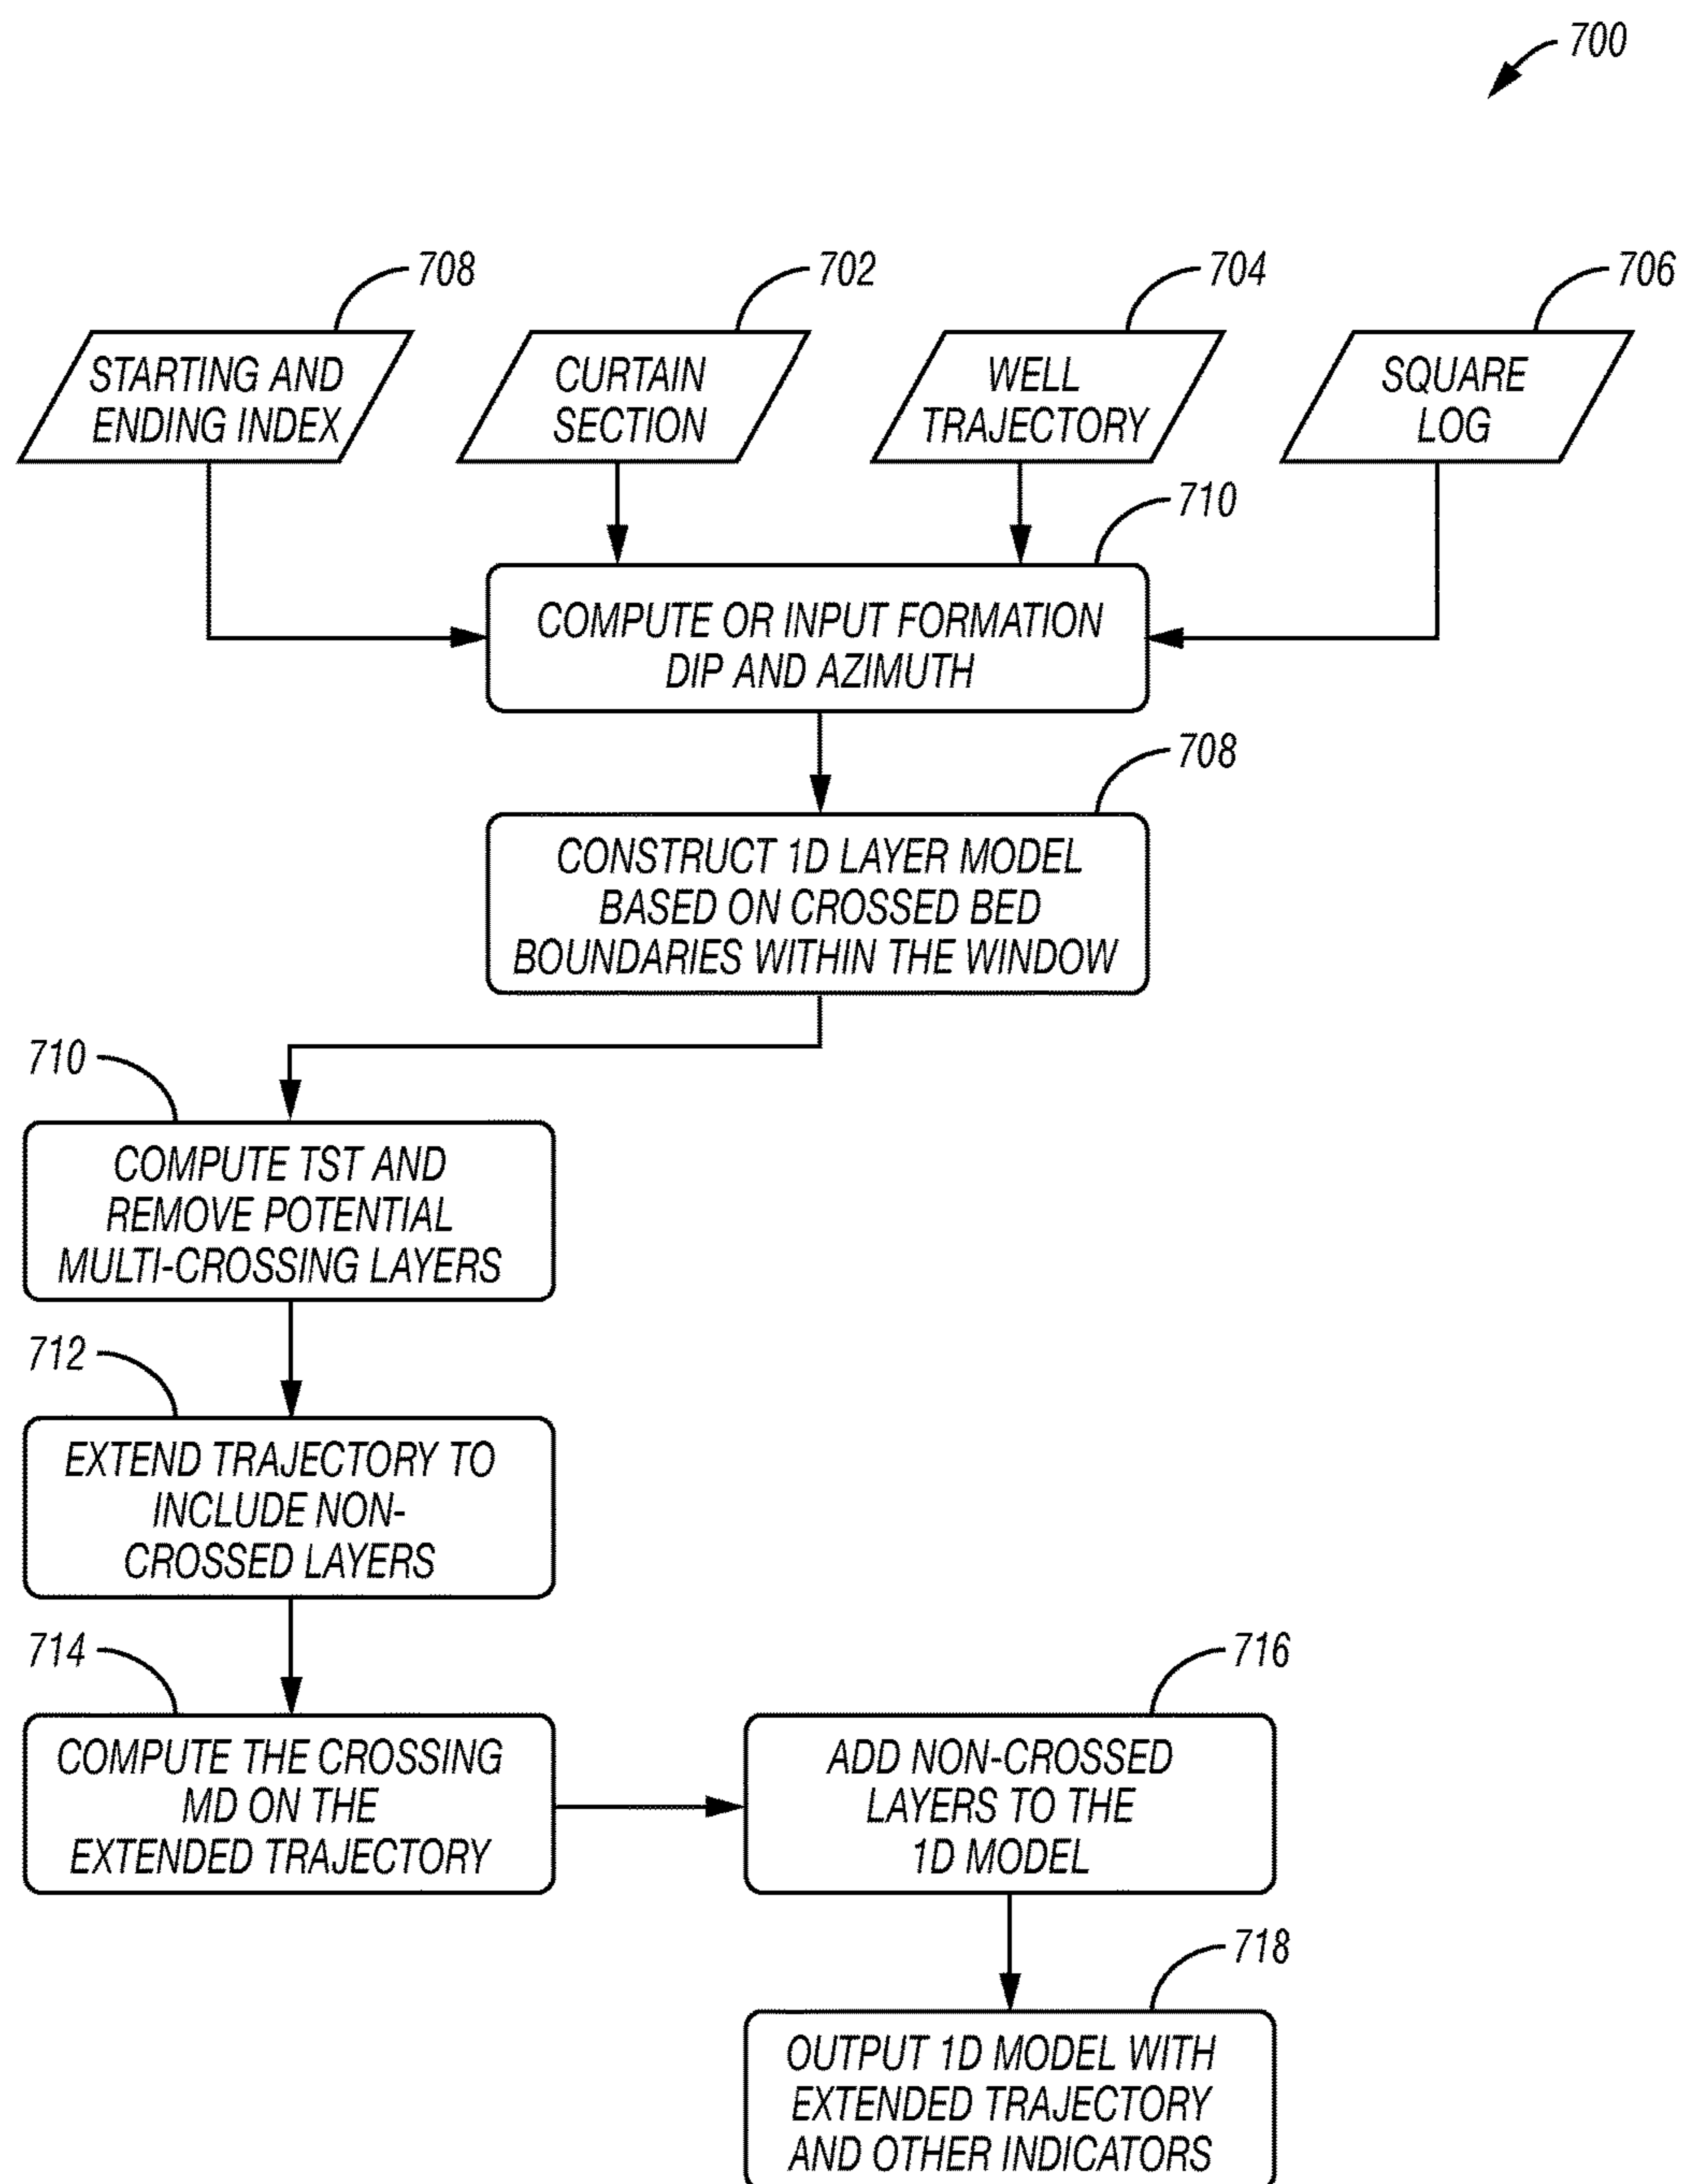 700
708
702
704
706
STARTING AND
ENDING INDEX
CURTAIN
SECTION
WELL
TRAJECTORY
SQUARE
LOG
710
COMPUTE OR INPUT FORMATION
DIP AND AZIMUTH
708
CONSTRUCT 1D LAYER MODEL
BASED ON CROSSED BED
BOUNDARIES WITHIN THE WINDOW
710
COMPUTE TST AND
REMOVE POTENTIAL
MULTI-CROSSING LAYERS
712
EXTEND TRAJECTORY TO
INCLUDE NON-
CROSSED LAYERS
714
COMPUTE THE CROSSING
MD ON THE
EXTENDED TRAJECTORY
716
ADD NON-CROSSED
LAYERS TO THE
1D MODEL
718
OUTPUT 1D MODEL WITH
EXTENDED TRAJECTORY
AND OTHER INDICATORS